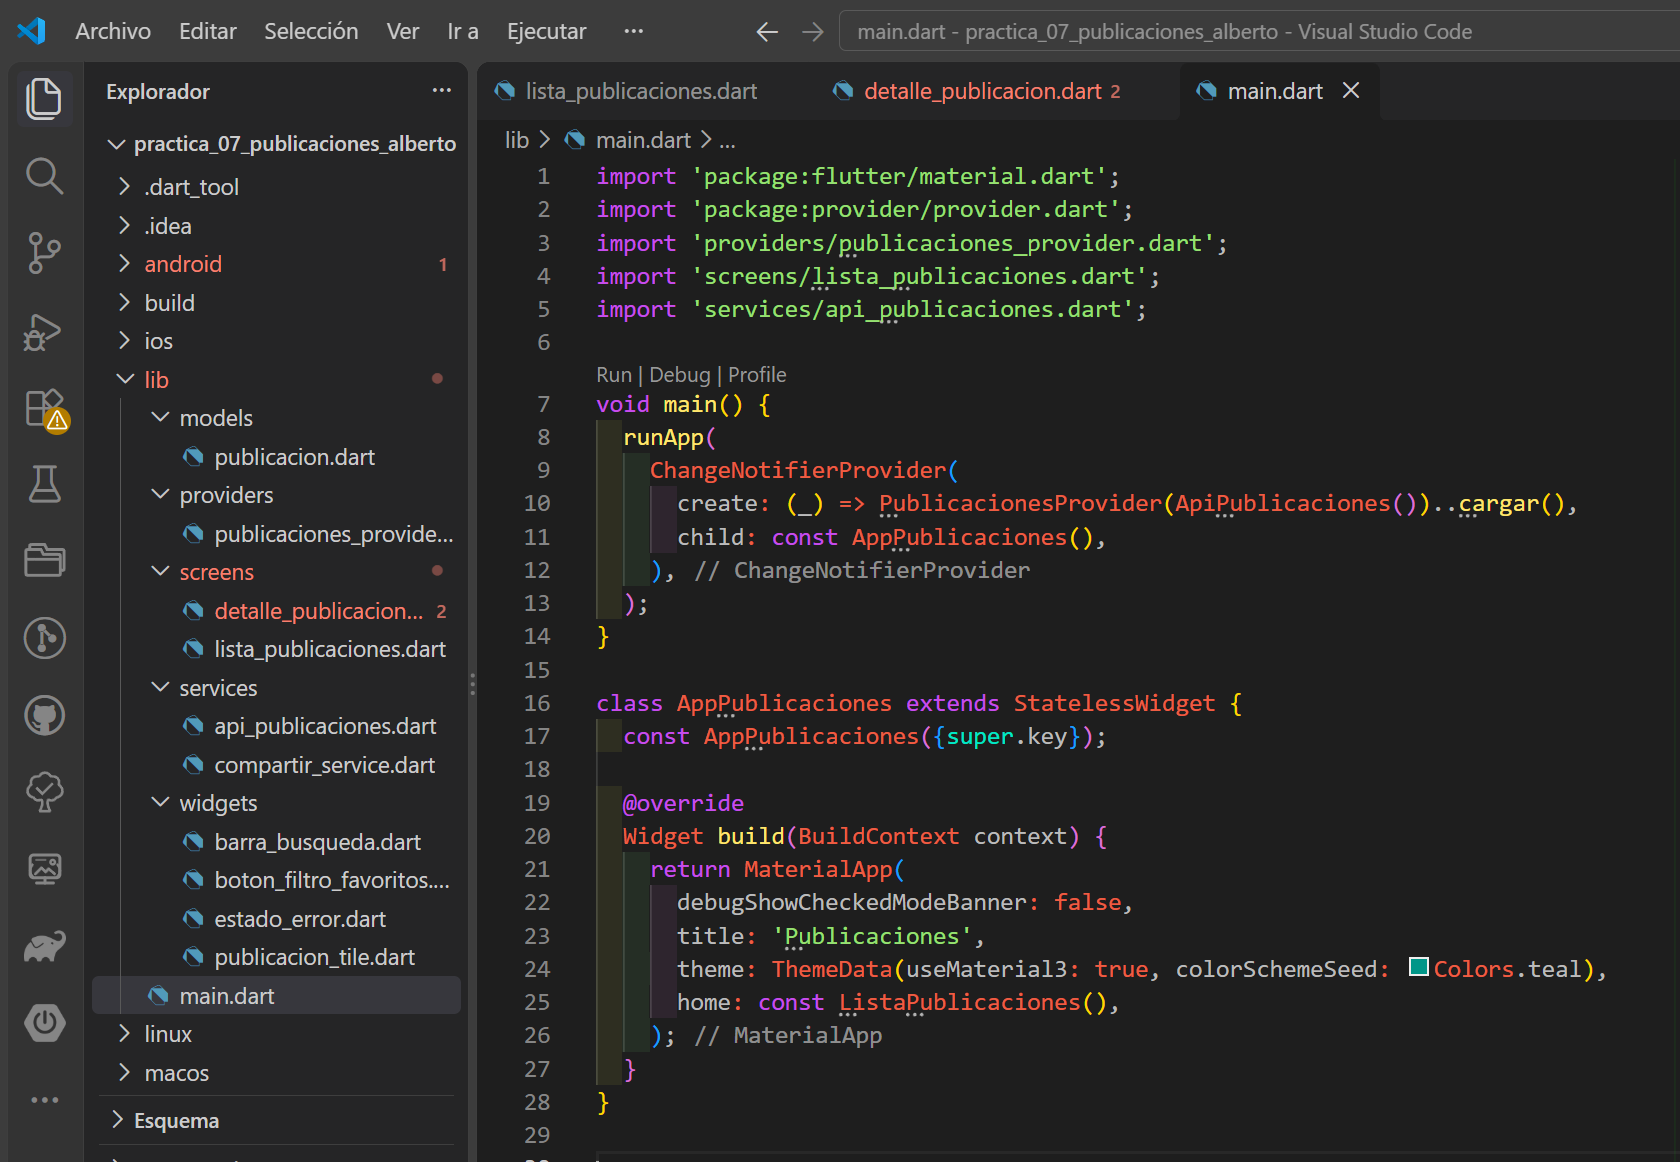 Archivo Editar Selección Ver Ir a Ejecutar ··· main.dart - practica_07_publicaciones_alberto - Visual Studio Code
Explorador ···
practica_07_publicaciones_alberto
.dart_tool
.idea
android 1
build
ios
lib
models
publicacion.dart
providers
publicaciones_provide...
screens
detalle_publicacion... 2
lista_publicaciones.dart
services
api_publicaciones.dart
compartir_service.dart
widgets
barra_busqueda.dart
boton_filtro_favoritos....
estado_error.dart
publicacion_tile.dart
main.dart
linux
macos
Esquema
lista_publicaciones.dart detalle_publicacion.dart 2 main.dart
lib > main.dart > ...
1 import 'package:flutter/material.dart';
2 import 'package:provider/provider.dart';
3 import 'providers/publicaciones_provider.dart';
4 import 'screens/lista_publicaciones.dart';
5 import 'services/api_publicaciones.dart';
6
Run | Debug | Profile
7 void main() {
8 runApp(
9 ChangeNotifierProvider(
10 create: (_) => PublicacionesProvider(ApiPublicaciones())..cargar(),
11 child: const AppPublicaciones(),
12 ), // ChangeNotifierProvider
13 );
14 }
15
16 class AppPublicaciones extends StatelessWidget {
17 const AppPublicaciones({super.key});
18
19 @override
20 Widget build(BuildContext context) {
21 return MaterialApp(
22 debugShowCheckedModeBanner: false,
23 title: 'Publicaciones',
24 theme: ThemeData(useMaterial3: true, colorSchemeSeed: Colors.teal),
25 home: const ListaPublicaciones(),
26 ); // MaterialApp
27 }
28 }
29